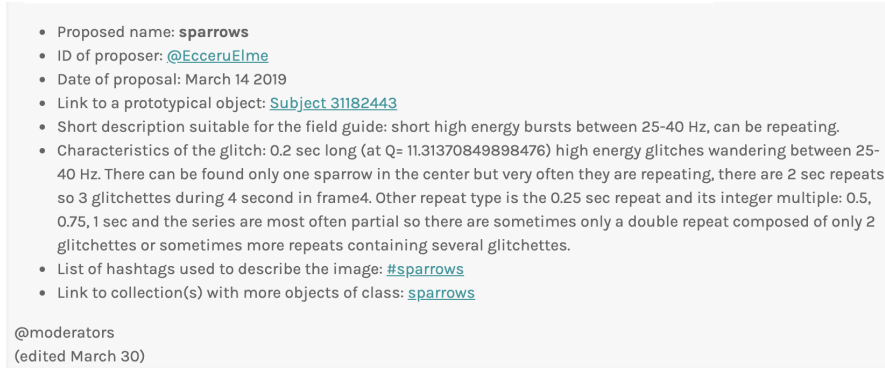 • Proposed name: sparrows
• ID of proposer: @EcceruElme
• Date of proposal: March 14 2019
• Link to a prototypical object: Subject 31182443
• Short description suitable for the field guide: short high energy bursts between 25-40 Hz, can be repeating.
• Characteristics of the glitch: 0.2 sec long (at Q= 11.31370849898476) high energy glitches wandering between 25-
40 Hz. There can be found only one sparrow in the center but very often they are repeating, there are 2 sec repeats
so 3 glitchettes during 4 second in frame4. Other repeat type is the 0.25 sec repeat and its integer multiple: 0.5,
0.75, 1 sec and the series are most often partial so there are sometimes only a double repeat composed of only 2
glitchettes or sometimes more repeats containing several glitchettes.
• List of hashtags used to describe the image: #sparrows
• Link to collection(s) with more objects of class: sparrows
@moderators
(edited March 30)